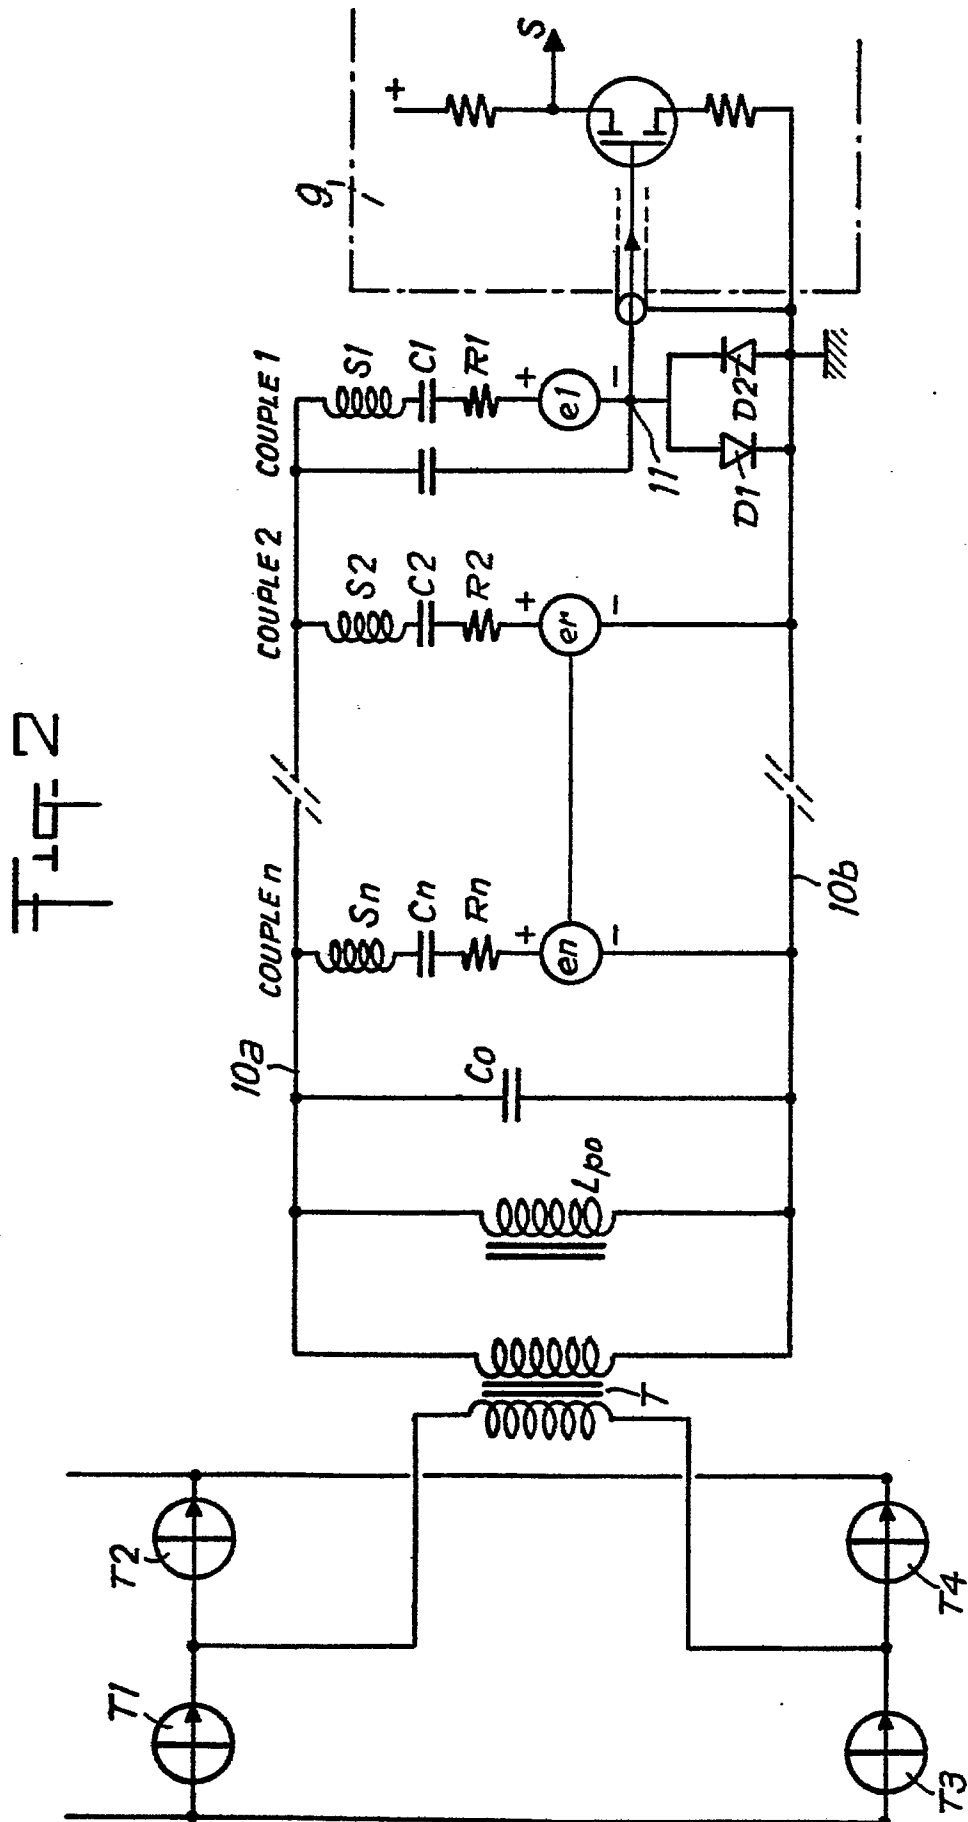 Fig-2
T1
T2
T3
T4
T
Lpo
Co
10a
10b
COUPLE n
Sn
Cn
Rn
+
en
-
COUPLE 2
S2
C2
R2
+
er
-
COUPLE 1
S1
C1
R1
+
e1
-
11
D1
D2
9
+
S